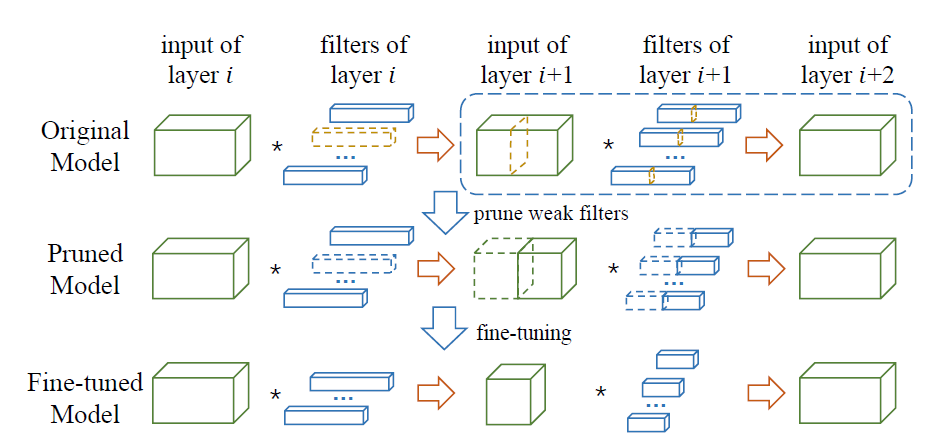 input of
layer i
filters of
layer i
input of
layer i+1
filters of
layer i+1
input of
layer i+2
Original
Model
*
...
*
...
prune weak filters
Pruned
Model
*
...
*
...
fine-tuning
Fine-tuned
Model
*
...
*
...